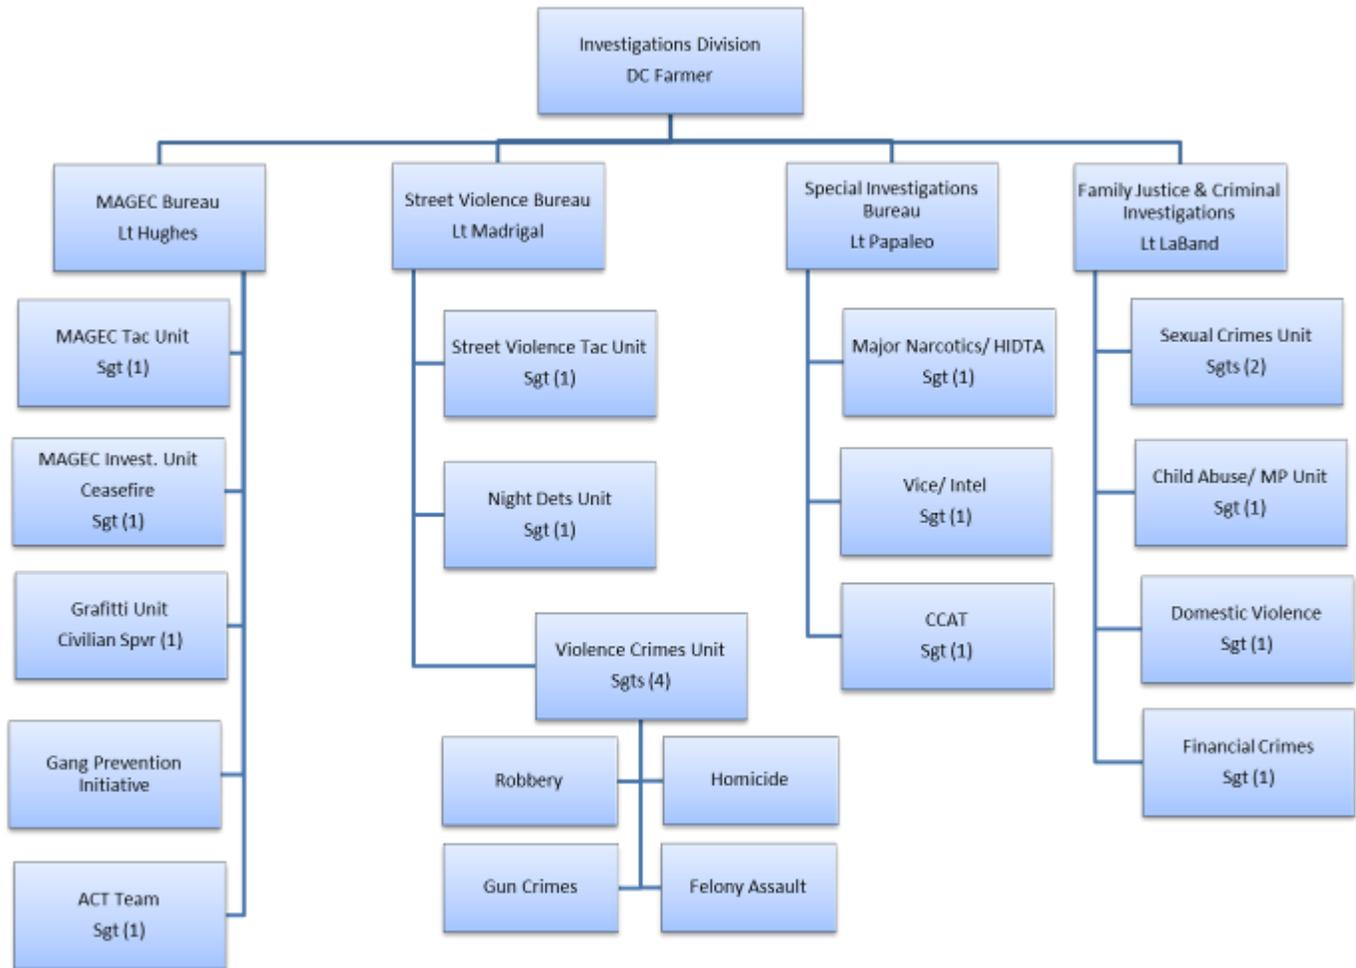 Investigations Division
DC Farmer
MAGEC Bureau
Lt Hughes
Street Violence Bureau
Lt Madrigal
Special Investigations
Bureau
Lt Papaleo
Family Justice & Criminal
Investigations
Lt LaBand
MAGEC Tac Unit
Sgt (1)
MAGEC Invest. Unit
Ceasefire
Sgt (1)
Grafitti Unit
Civilian Spvr (1)
Gang Prevention
Initiative
ACT Team
Sgt (1)
Street Violence Tac Unit
Sgt (1)
Night Dets Unit
Sgt (1)
Violence Crimes Unit
Sgts (4)
Robbery
Homicide
Gun Crimes
Felony Assault
Major Narcotics/ HIDTA
Sgt (1)
Vice/ Intel
Sgt (1)
CCAT
Sgt (1)
Sexual Crimes Unit
Sgts (2)
Child Abuse/ MP Unit
Sgt (1)
Domestic Violence
Sgt (1)
Financial Crimes
Sgt (1)